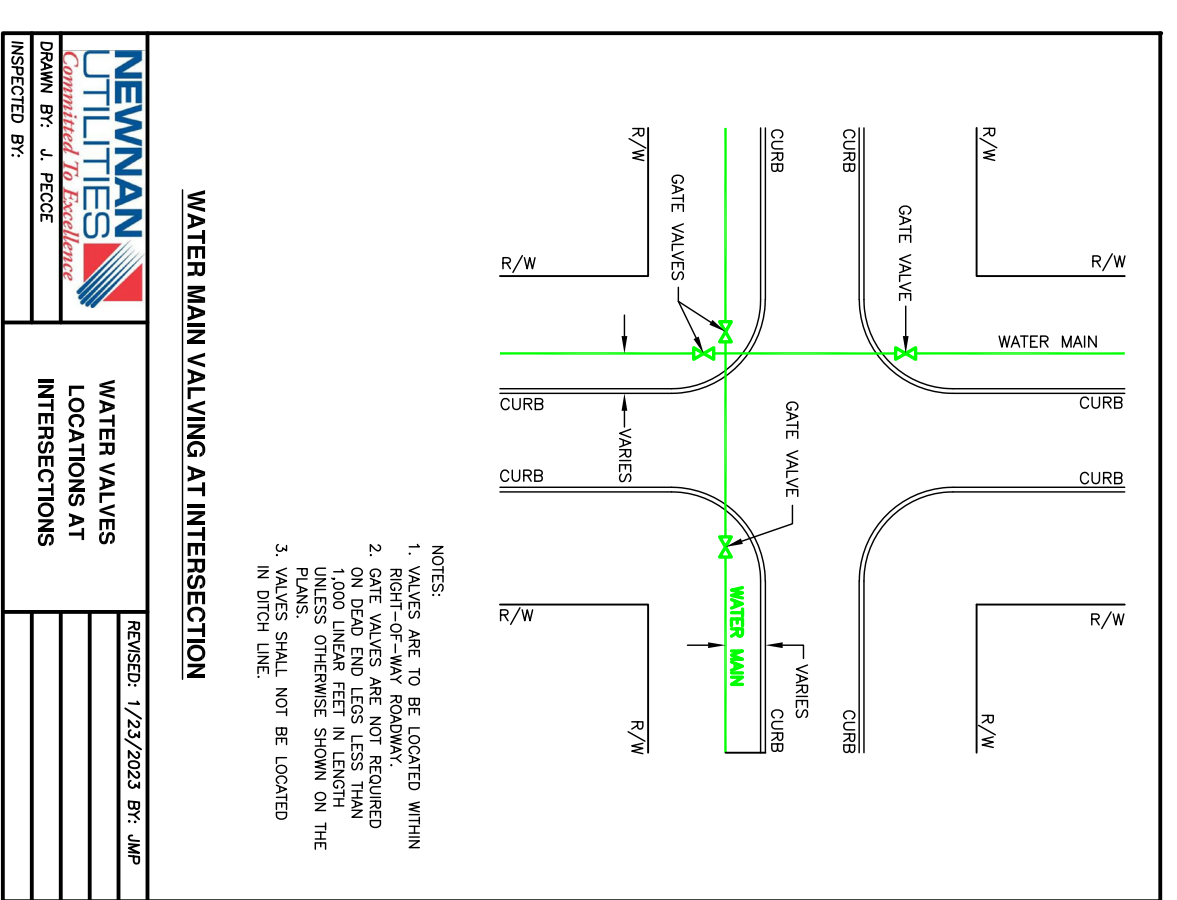 R/W
R/W
CURB
CURB
R/W
R/W
GATE VALVE
WATER MAIN
CURB
CURB
R/W
R/W
GATE VALVES
R/W
CURB
VARIES
CURB
GATE VALVE
WATER MAIN
VARIES
CURB
CURB
R/W
R/W
NOTES:
1. VALVES ARE TO BE LOCATED WITHIN
RIGHT-OF-WAY ROADWAY.
2. GATE VALVES ARE NOT REQUIRED
ON DEAD END LEGS LESS THAN
1,000 LINEAR FEET IN LENGTH
UNLESS OTHERWISE SHOWN ON THE
PLANS.
3. VALVES SHALL NOT BE LOCATED
IN DITCH LINE.
WATER MAIN VALVING AT INTERSECTION
NEWNAN
UTILITIES
Committed To Excellence
DRAWN BY: J. PECCE
INSPECTED BY:
WATER VALVES
LOCATIONS AT
INTERSECTIONS
REVISED: 1/23/2023 BY: JMP